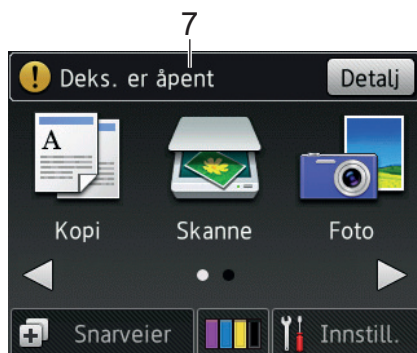 7
Deks. er åpent Detalj
A
Kopi Skanne Foto
Snarveier Innstill.